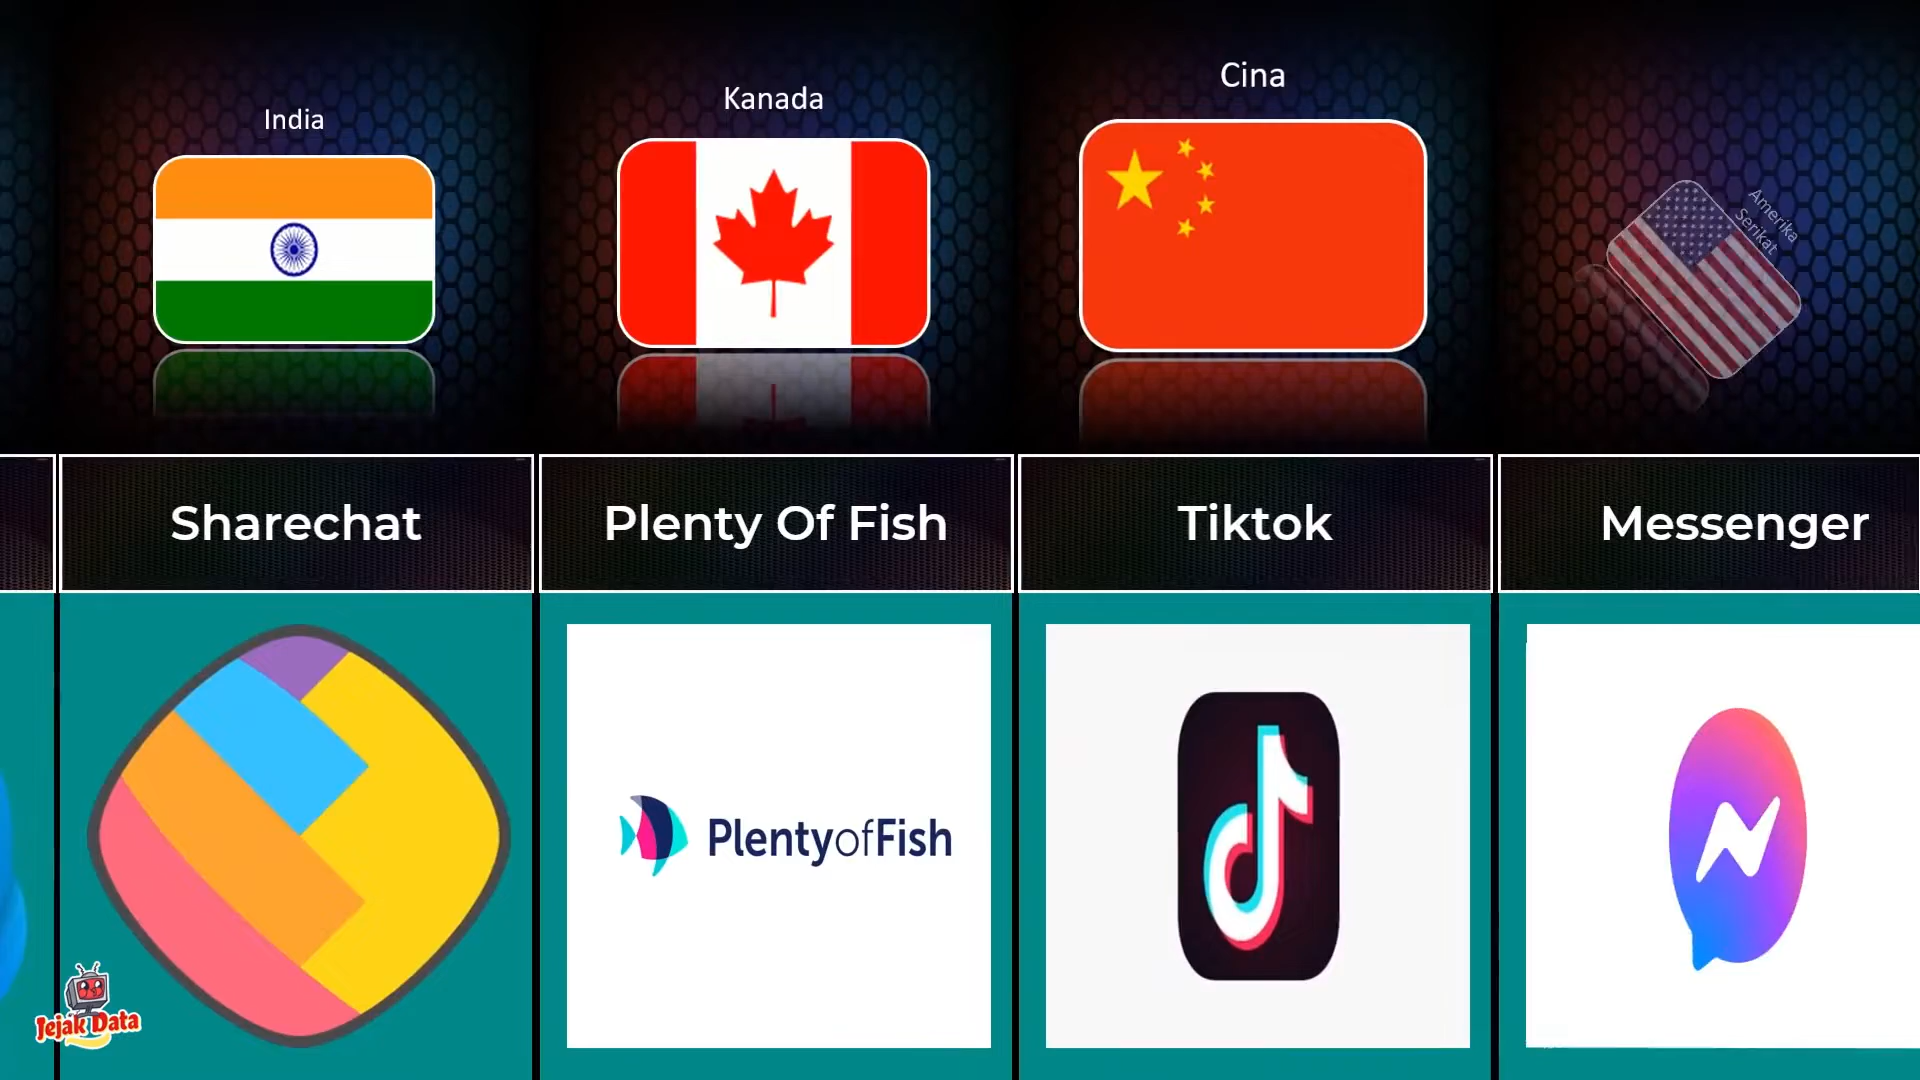 India
Kanada
Cina
Amerika
Serikat
Sharechat
Plenty Of Fish
Tiktok
Messenger
PlentyofFish
Jejak Data